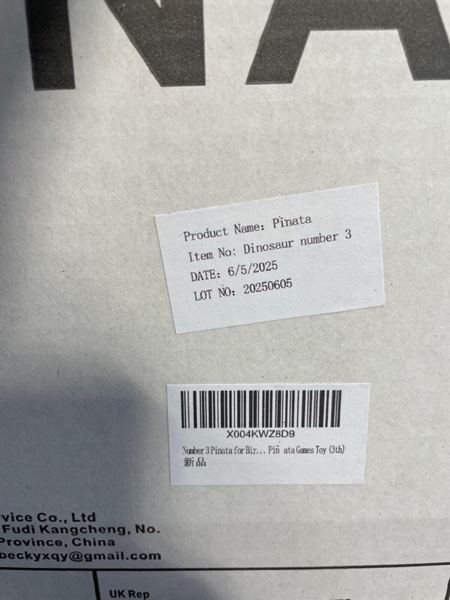 NA
Product Name: Pinata
Item No: Dinosaur number 3
DATE: 6/5/2025
LOT NO: 20250605
X004KWZ8D9
Number 3 Pinata for Bir... Piñ ata Games Toy (3th)
新品
vice Co., Ltd
Fudi Kangcheng, No.
Province, China
beckyxqy@gmail.com
UK Rep